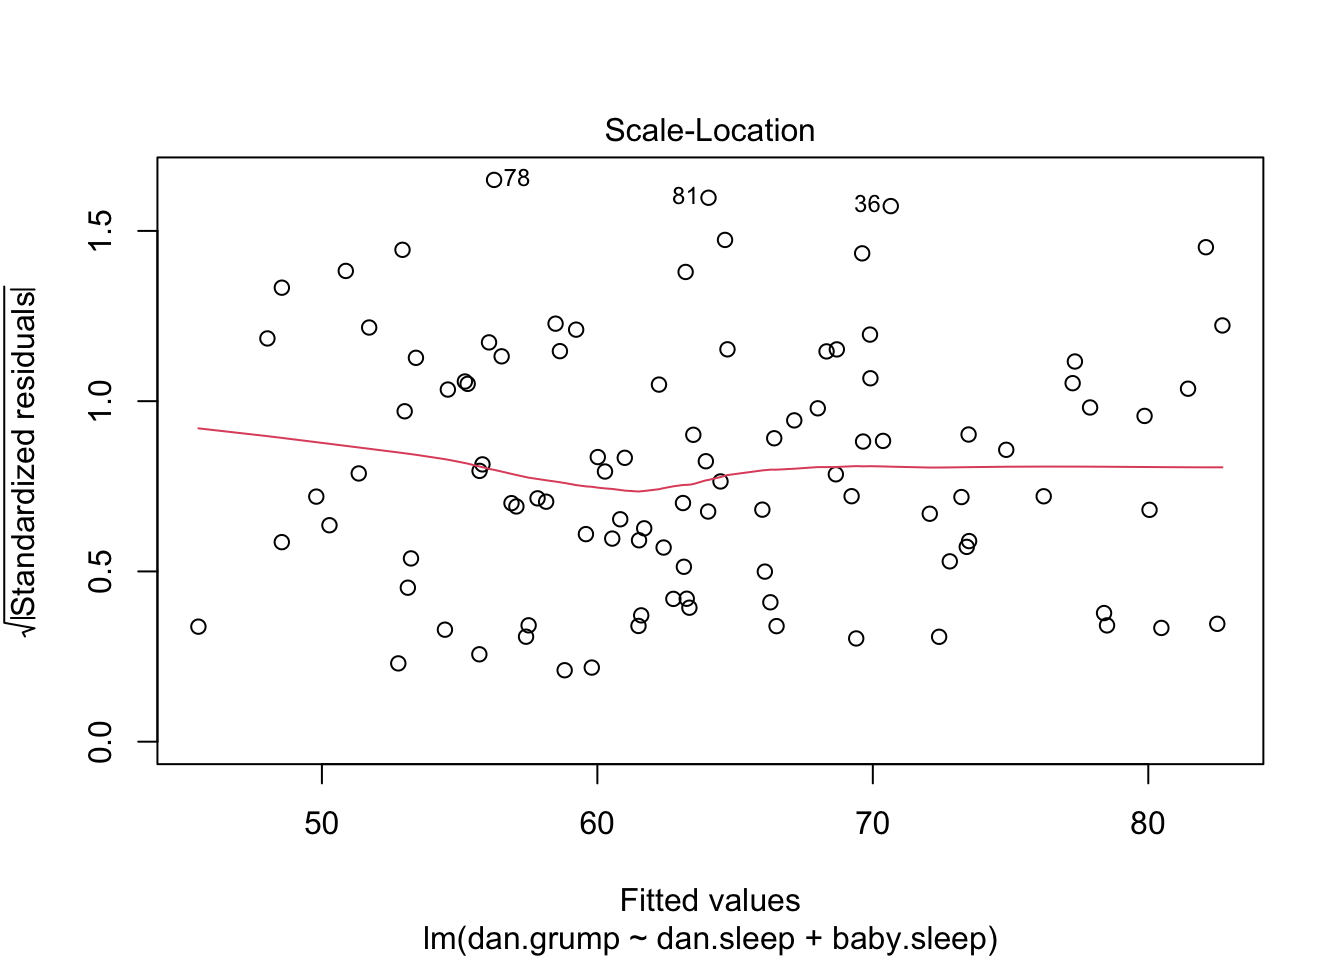 Scale-Location
78
81
36
√|Standardized residuals|
0.0
0.5
1.0
1.5
50
60
70
80
Fitted values
lm(dan.grump ~ dan.sleep + baby.sleep)